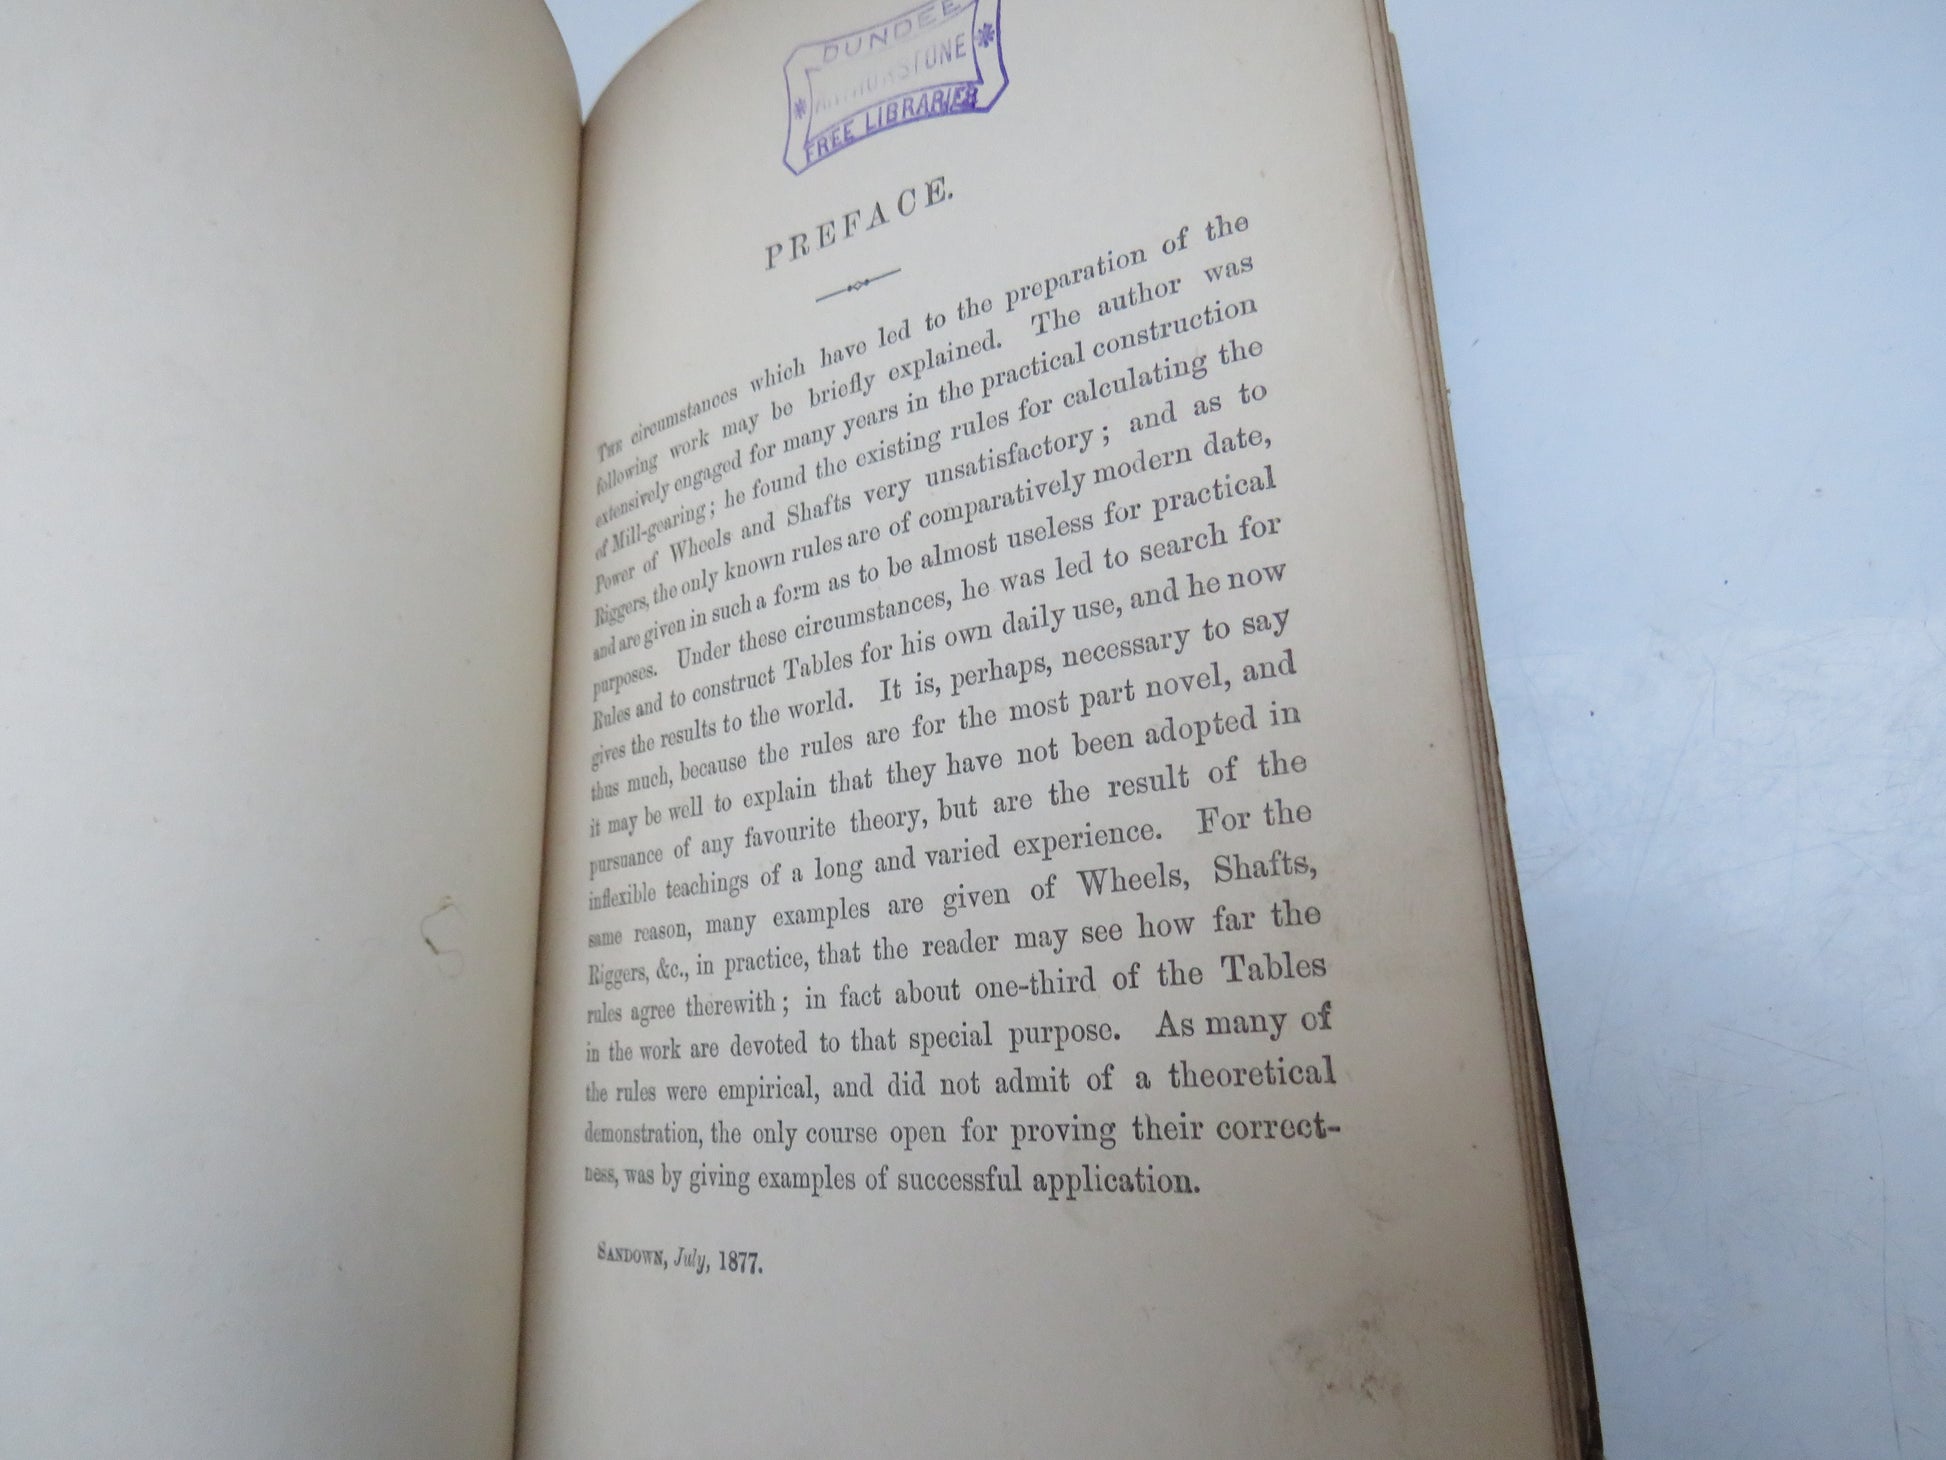 DUNDEE
FREE LIBRARIES
PREFACE.
THE circumstances which have led to the preparation of the
following work may be briefly explained. The author was
extensively engaged for many years in the practical construction
of Mill-gearing; he found the existing rules for calculating the
Power of Wheels and Shafts very unsatisfactory; and as to
Riggers, the only known rules are of comparatively modern date,
and are given in such a form as to be almost useless for practical
purposes. Under these circumstances, he was led to search for
Rules and to construct Tables for his own daily use, and he now
gives the results to the world. It is, perhaps, necessary to say
thus much, because the rules are for the most part novel, and
it may be well to explain that they have not been adopted in
pursuance of any favourite theory, but are the result of the
inflexible teachings of a long and varied experience. For the
same reason, many examples are given of Wheels, Shafts,
Riggers, &c., in practice, that the reader may see how far the
rules agree therewith; in fact about one-third of the Tables
in the work are devoted to that special purpose. As many of
the rules were empirical, and did not admit of a theoretical
demonstration, the only course open for proving their correct-
ness, was by giving examples of successful application.
SANDOWN, July, 1877.